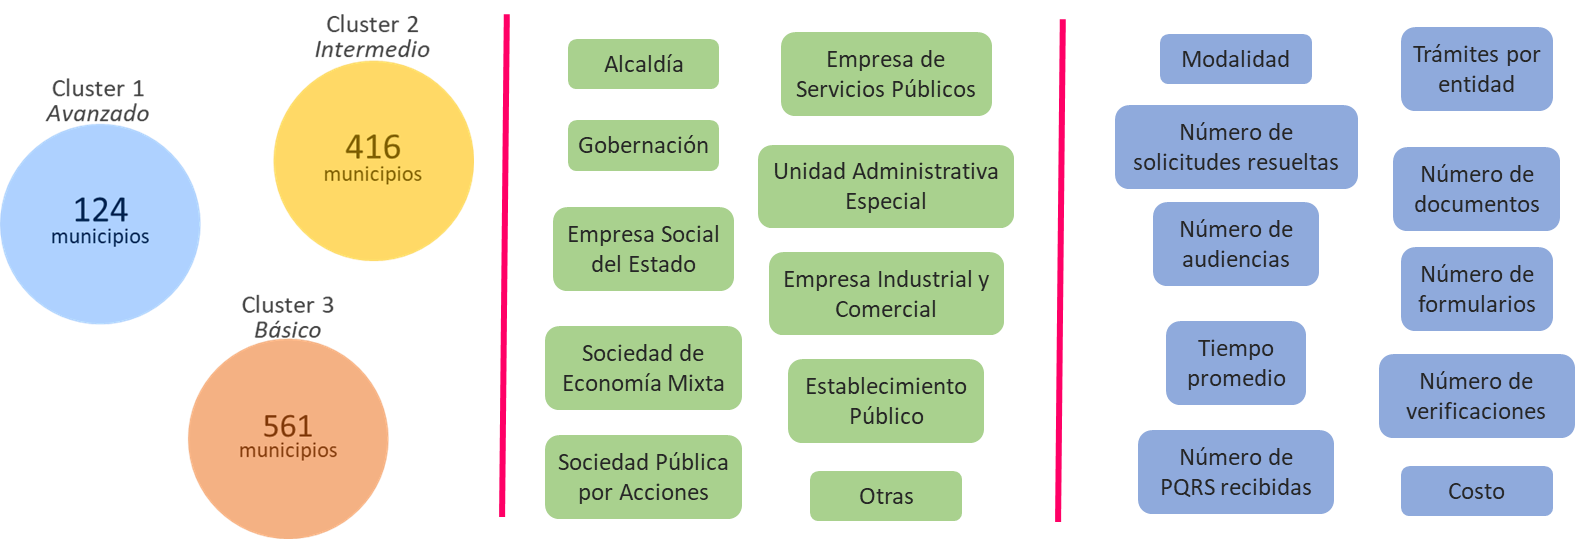 Cluster 1
Avanzado
124
municipios
Cluster 2
Intermedio
416
municipios
Cluster 3
Básico
561
municipios
Alcaldía
Gobernación
Empresa Social
del Estado
Sociedad de
Economía Mixta
Sociedad Pública
por Acciones
Empresa de
Servicios Públicos
Unidad Administrativa
Especial
Empresa Industrial y
Comercial
Establecimiento
Público
Otras
Modalidad
Número de
solicitudes resueltas
Número de
audiencias
Tiempo
promedio
Número de
PQRS recibidas
Trámites por
entidad
Número de
documentos
Número de
formularios
Número de
verificaciones
Costo